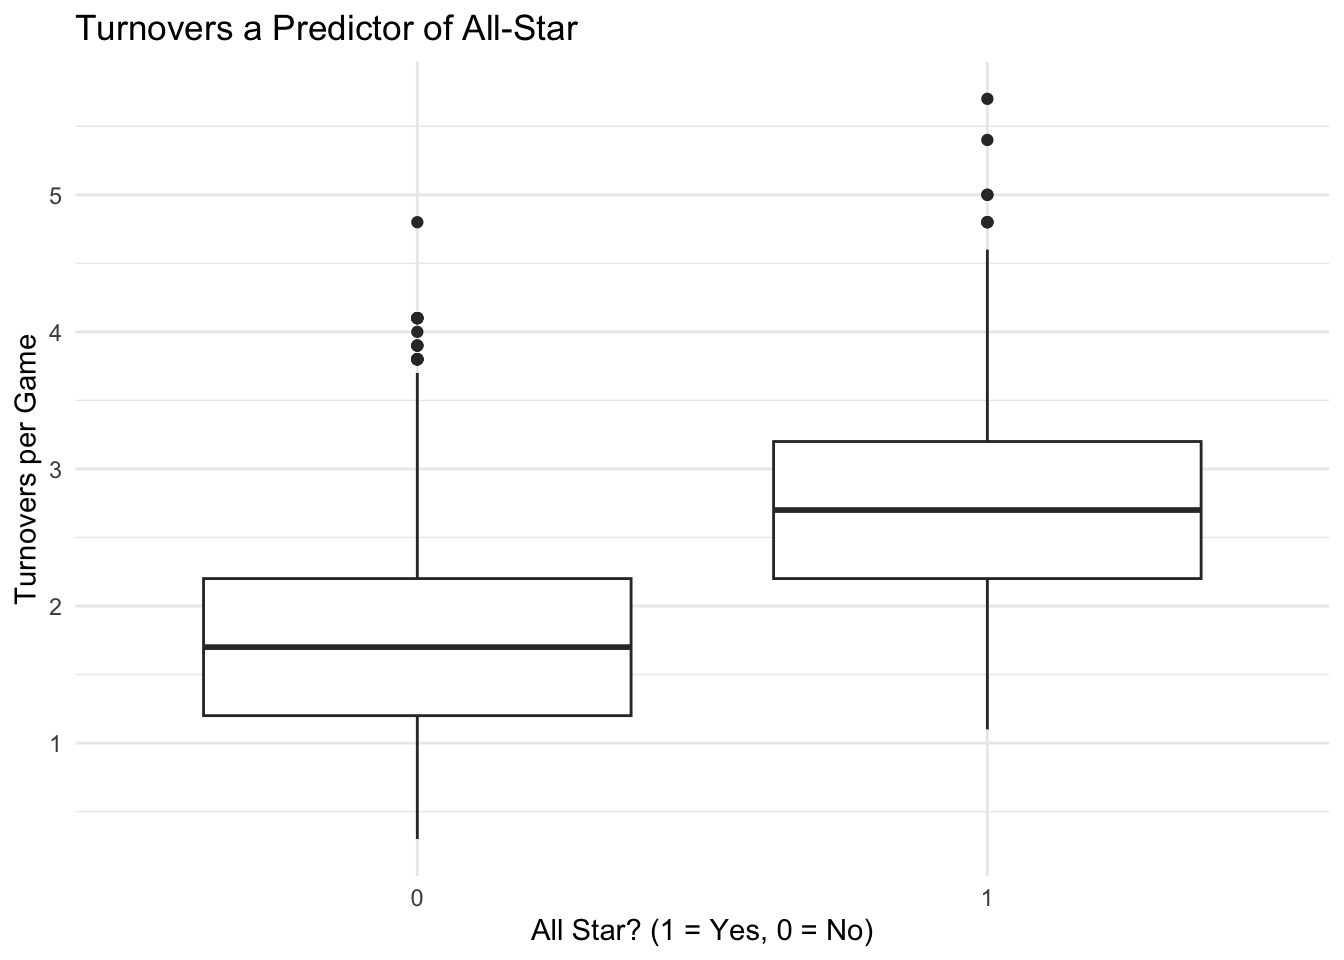 Turnovers a Predictor of All-Star
Turnovers per Game
5
4
3
2
1
0 1
All Star? (1 = Yes, 0 = No)